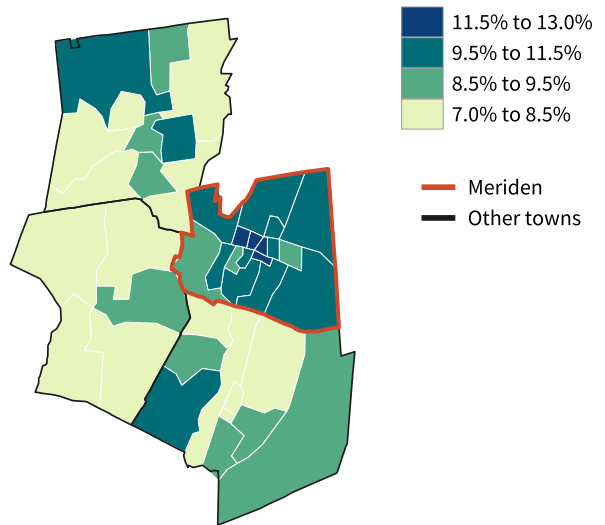 11.5% to 13.0%
9.5% to 11.5%
8.5% to 9.5%
7.0% to 8.5%
Meriden
Other towns